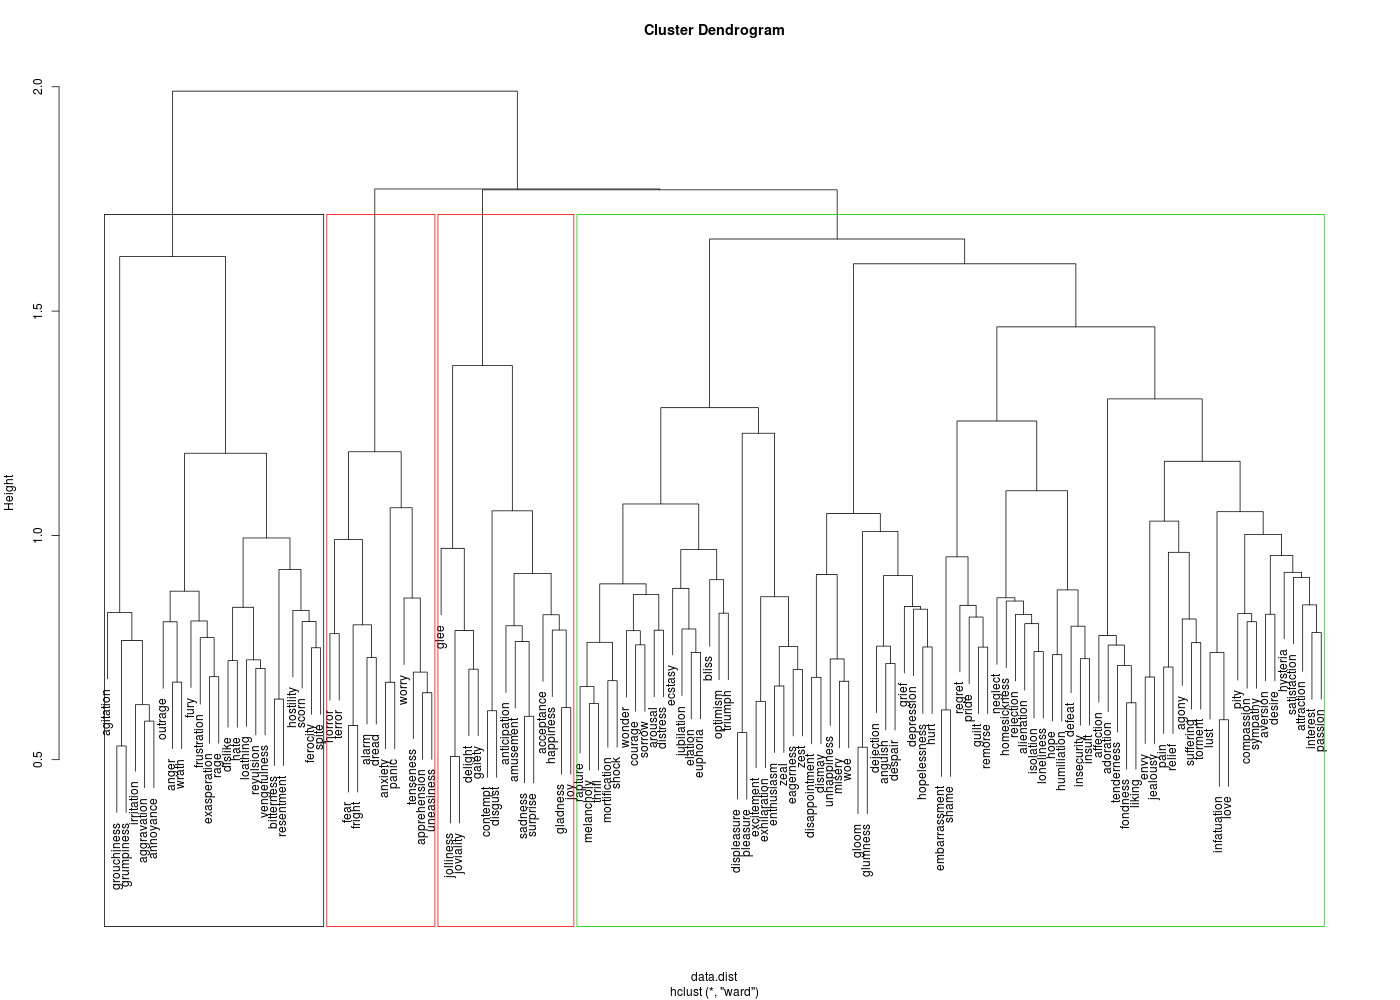 Cluster Dendrogram
2.0
1.5
1.0
0.5
Height
agitation
grouchiness
grumpiness
irritation
aggravation
annoyance
outrage
anger
wrath
fury
frustration
exasperation
rage
dislike
hate
loathing
revulsion
vengefulness
bitterness
resentment
hostility
scorn
ferocity
spite
horror
terror
fear
fright
alarm
dread
anxiety
panic
worry
tenseness
apprehension
uneasiness
glee
jolliness
joviality
delight
gaiety
contempt
disgust
anticipation
amusement
sadness
surprise
acceptance
happiness
gladness
joy
rapture
melancholy
thrill
mortification
shock
wonder
courage
sorrow
arousal
distress
ecstasy
jubilation
elation
euphoria
bliss
optimism
triumph
displeasure
pleasure
excitement
exhilaration
enthusiasm
zeal
eagerness
zest
disappointment
dismay
unhappiness
misery
woe
gloom
glumness
dejection
anguish
despair
grief
depression
hopelessness
hurt
embarrassment
shame
regret
pride
guilt
remorse
neglect
homesickness
rejection
alienation
isolation
loneliness
hope
humiliation
defeat
insecurity
insult
affection
adoration
tenderness
fondness
liking
envy
jealousy
pain
relief
agony
suffering
torment
lust
infatuation
love
pity
compassion
sympathy
aversion
desire
hysteria
satisfaction
attraction
interest
passion
data.dist
hclust (*, "ward")